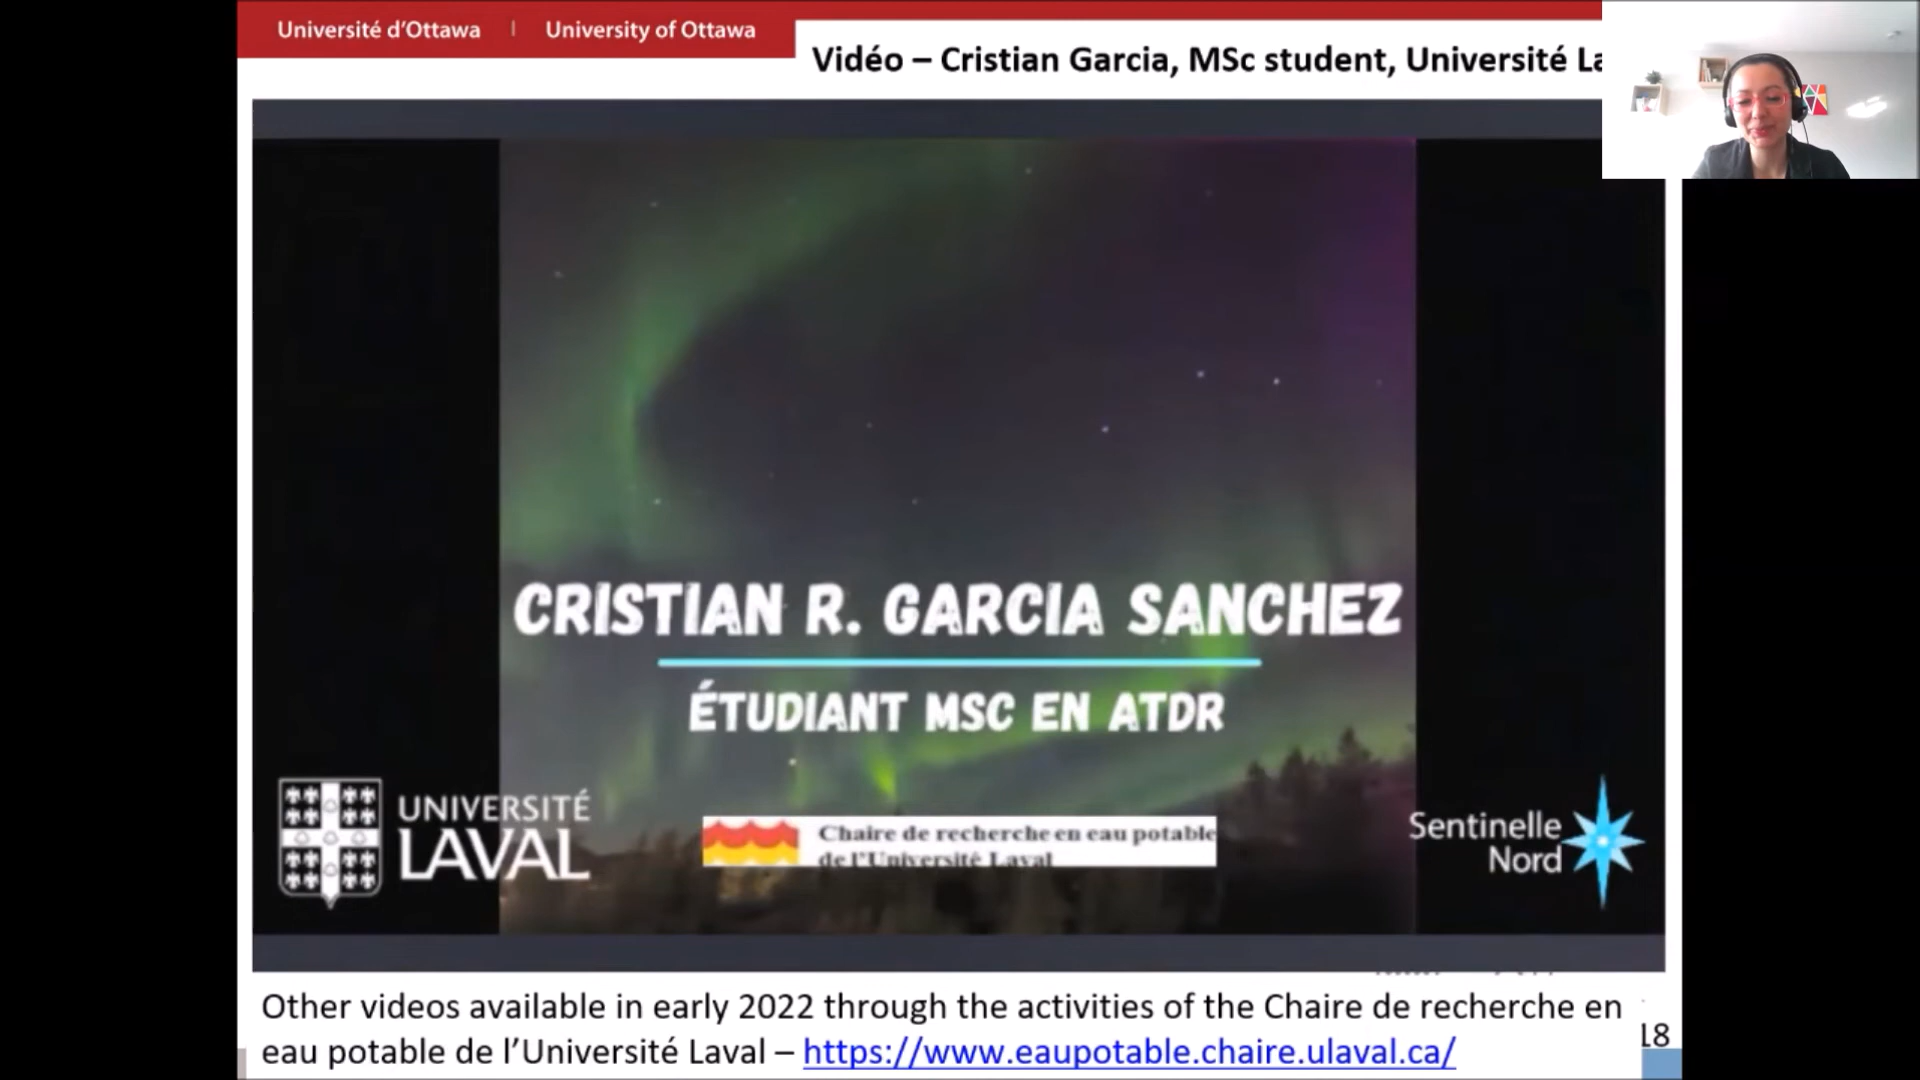 Université d'Ottawa | University of Ottawa
Vidéo – Cristian Garcia, MSc student, Université La
CRISTIAN R. GARCIA SANCHEZ
ÉTUDIANT MSC EN ATDR
UNIVERSITÉ
LAVAL
Chaire de recherche en eau potable
de l'Université Laval
Sentinelle
Nord
Other videos available in early 2022 through the activities of the Chaire de recherche en
eau potable de l'Université Laval – https://www.eaupotable.chaire.ulaval.ca/
18